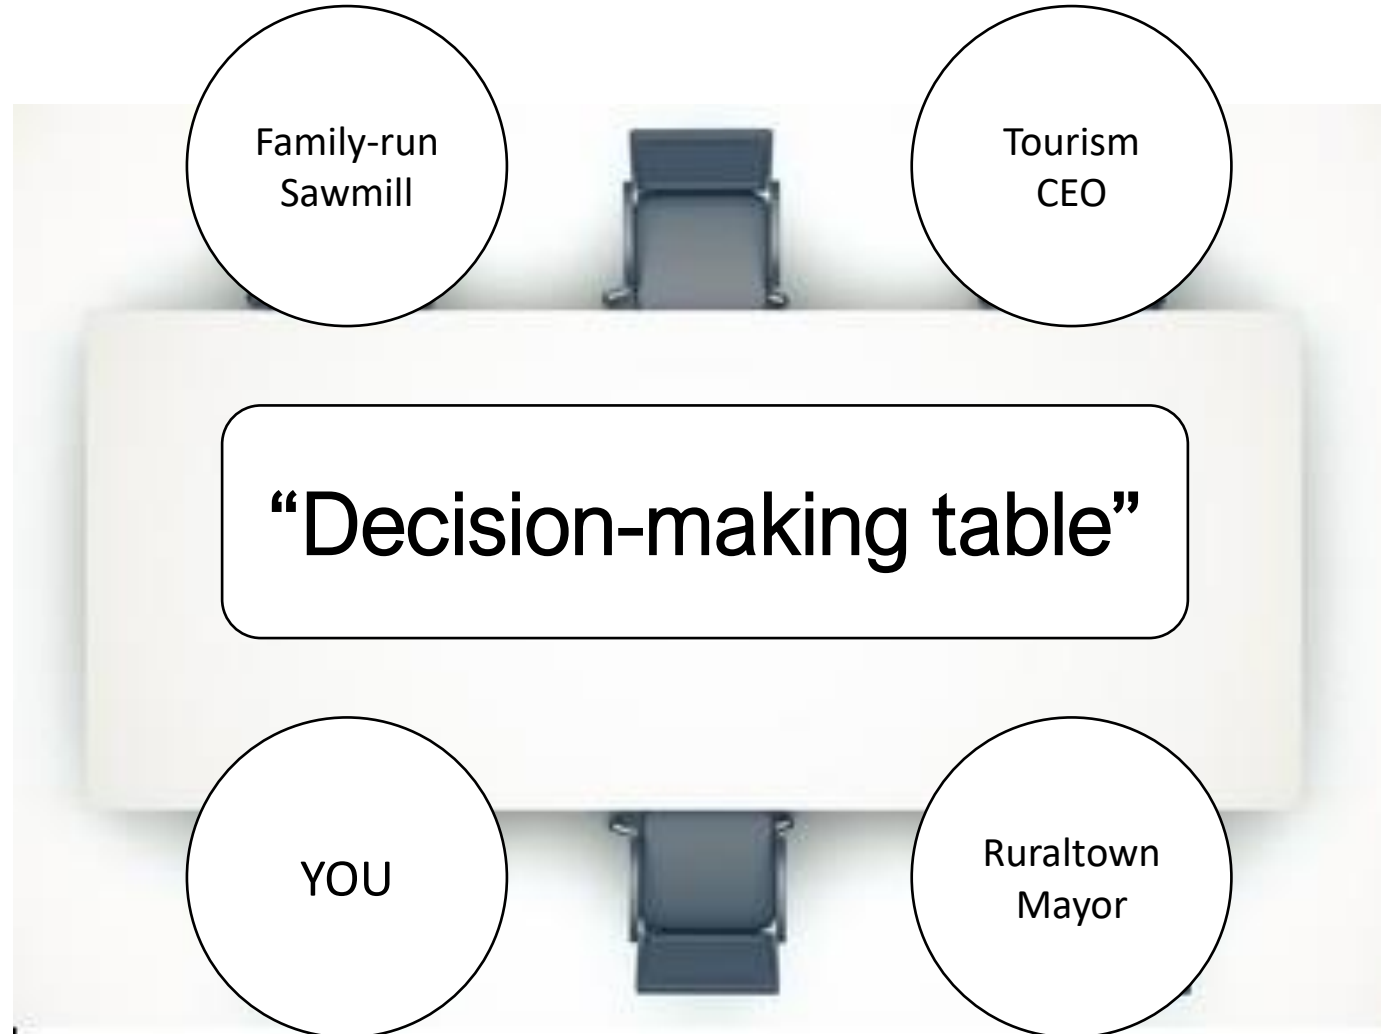 Family-run
Sawmill
Tourism
CEO
“Decision-making table”
YOU
Ruraltown
Mayor